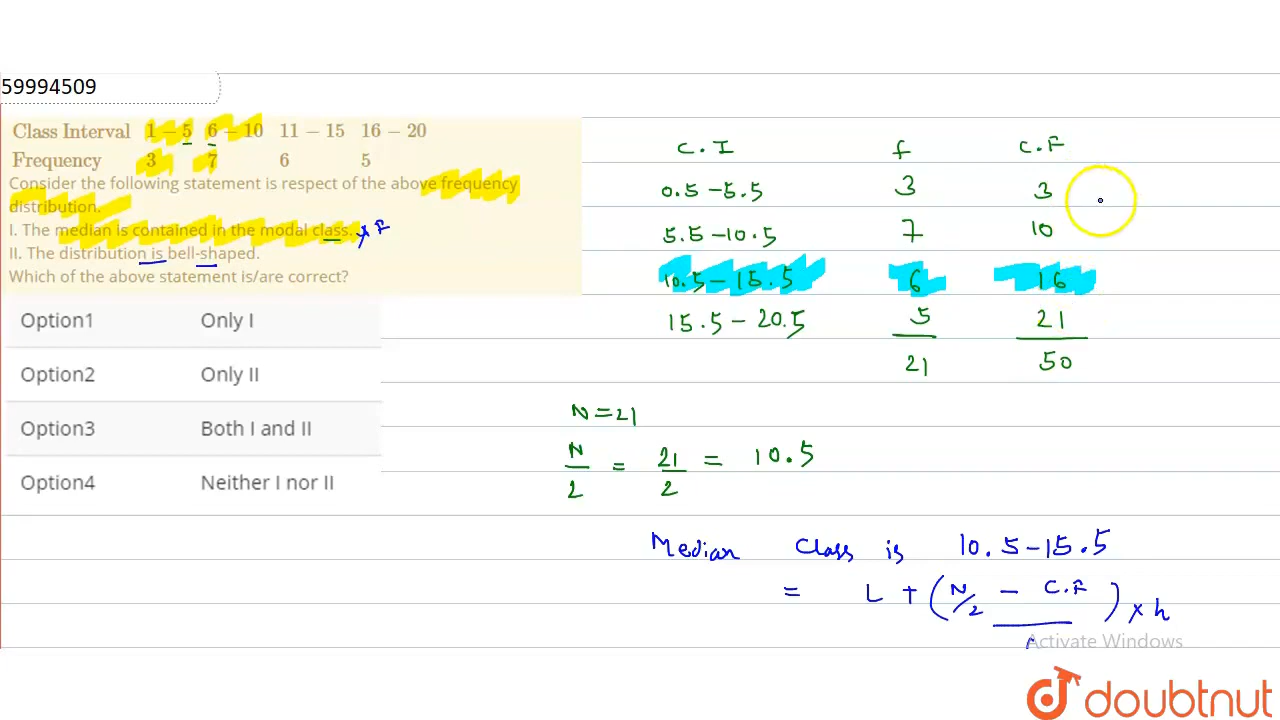 59994509
Class Interval 1 – 5 6 – 10 11 – 15 16 – 20
Frequency 3 7 6 5
Consider the following statement is respect of the above frequency
distribution.
I. The median is contained in the modal class. × F
II. The distribution is bell-shaped.
Which of the above statement is/are correct?
Option1 Only I
Option2 Only II
Option3 Both I and II
Option4 Neither I nor II
C.I f C.F
0.5 – 5.5 3 3
5.5 – 10.5 7 10
10.5 – 15.5 6 16
15.5 – 20.5 5 21
21 50
N = 21
N/2 = 21/2 = 10.5
Median Class is 10.5 – 15.5
= L + (N/2 – C.F) × h
Activate Windows
doubtnut